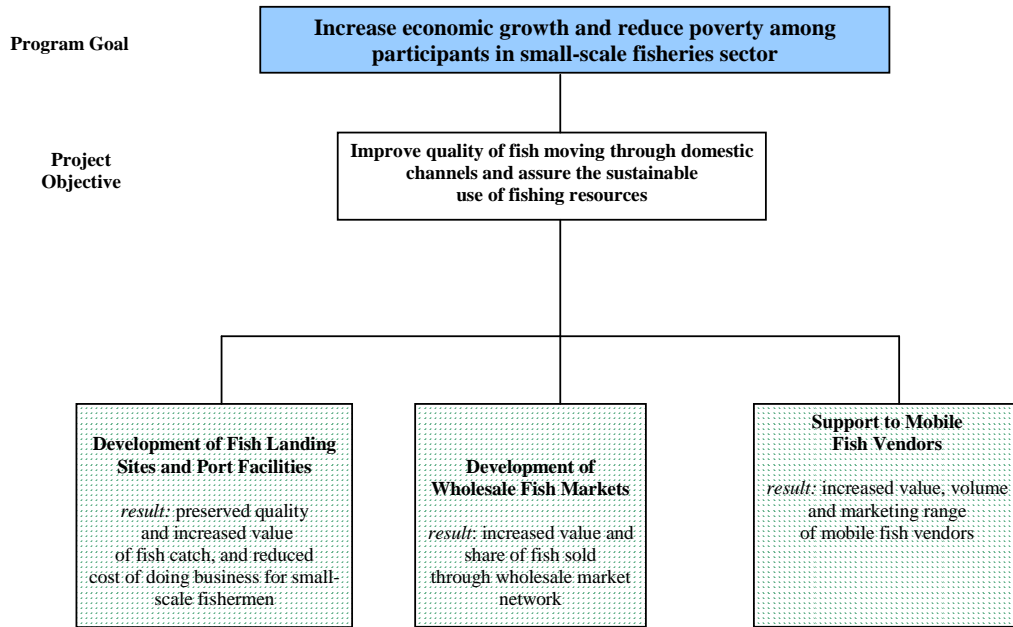 Program Goal
Increase economic growth and reduce poverty among
participants in small-scale fisheries sector
Project
Objective
Improve quality of fish moving through domestic
channels and assure the sustainable
use of fishing resources
Development of Fish Landing
Sites and Port Facilities
result: preserved quality
and increased value
of fish catch, and reduced
cost of doing business for small-
scale fishermen
Development of
Wholesale Fish Markets
result: increased value and
share of fish sold
through wholesale market
network
Support to Mobile
Fish Vendors
result: increased value, volume
and marketing range
of mobile fish vendors